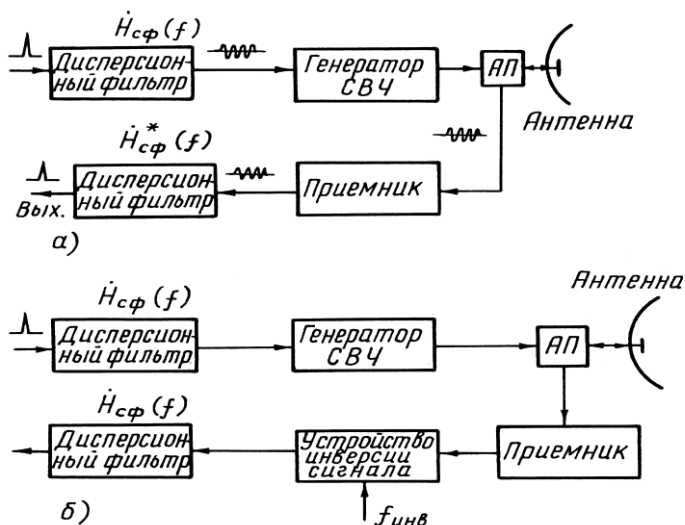 Ḣсф(f)
Дисперсион-
ный фильтр
Генератор
СВЧ
АП
Антенна
Ḣ*сф(f)
Дисперсион-
ный фильтр
Приемник
Вых.
а)
Антенна
Ḣсф(f)
Дисперсион-
ный фильтр
Генератор
СВЧ
АП
Ḣсф(f)
Дисперсион-
ный фильтр
Устройство
инверсии
сигнала
Приемник
fинв
б)